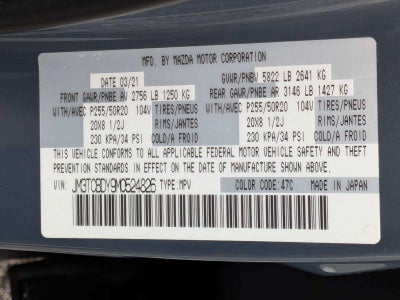 MFD. BY MAZDA MOTOR CORPORATION
DATE 03/21 GVWR/PNBV 5822 LB 2641 KG
FRONT GAWR/PNBE AV 2756 LB 1250 KG REAR GAWR/PNBE AR 3146 LB 1427 KG
WITH/AVEC P255/50R20 104V TIRES/PNEUS WITH/AVEC P255/50R20 104V TIRES/PNEUS
20X8 1/2J RIMS/JANTES 20X8 1/2J RIMS/JANTES
230 KPA/34 PSI COLD/A FROID 230 KPA/34 PSI COLD/A FROID
THIS VEHICLE CONFORMS TO ALL APPLICABLE FEDERAL MOTOR VEHICLE SAFETY, BUMPER, AND THEFT
PREVENTION STANDARDS IN EFFECT ON THE DATE OF MANUFACTURE SHOWN ABOVE.
VIN: JM3TCBDY9M0524826 TYPE:MPV COLOR CODE:47C MADE IN JAPAN